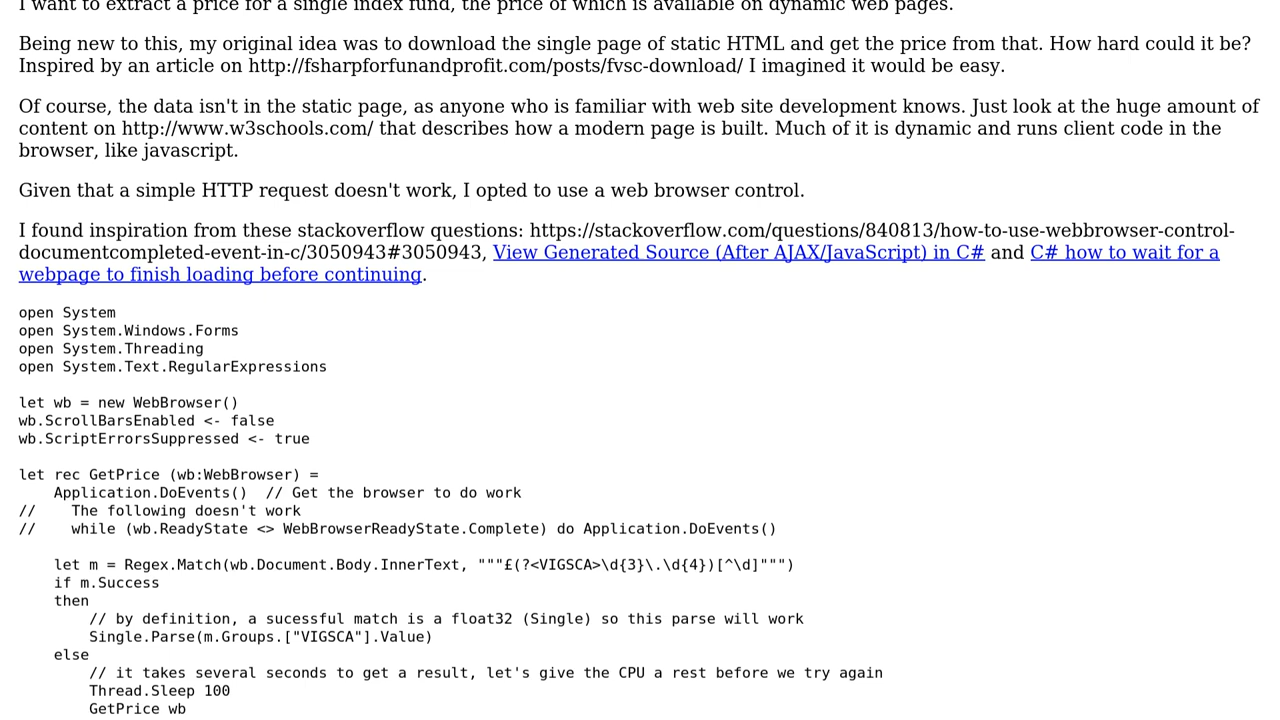 I want to extract a price for a single index fund, the price of which is available on dynamic web pages.
Being new to this, my original idea was to download the single page of static HTML and get the price from that. How hard could it be?
Inspired by an article on http://fsharpforfunandprofit.com/posts/fvsc-download/ I imagined it would be easy.
Of course, the data isn't in the static page, as anyone who is familiar with web site development knows. Just look at the huge amount of
content on http://www.w3schools.com/ that describes how a modern page is built. Much of it is dynamic and runs client code in the
browser, like javascript.
Given that a simple HTTP request doesn't work, I opted to use a web browser control.
I found inspiration from these stackoverflow questions: https://stackoverflow.com/questions/840813/how-to-use-webbrowser-control-
documentcompleted-event-in-c/3050943#3050943, View Generated Source (After AJAX/JavaScript) in C# and C# how to wait for a
webpage to finish loading before continuing.
open System
open System.Windows.Forms
open System.Threading
open System.Text.RegularExpressions
let wb = new WebBrowser()
wb.ScrollBarsEnabled <- false
wb.ScriptErrorsSuppressed <- true
let rec GetPrice (wb:WebBrowser) =
    Application.DoEvents()  // Get the browser to do work
//    The following doesn't work
//    while (wb.ReadyState <> WebBrowserReadyState.Complete) do Application.DoEvents()
    let m = Regex.Match(wb.Document.Body.InnerText, """£(?<VIGSCA>\d{3}\.\d{4})[^\d]""")
    if m.Success
    then
        // by definition, a sucessful match is a float32 (Single) so this parse will work
        Single.Parse(m.Groups.["VIGSCA"].Value)
    else
        // it takes several seconds to get a result, let's give the CPU a rest before we try again
        Thread.Sleep 100
        GetPrice wb